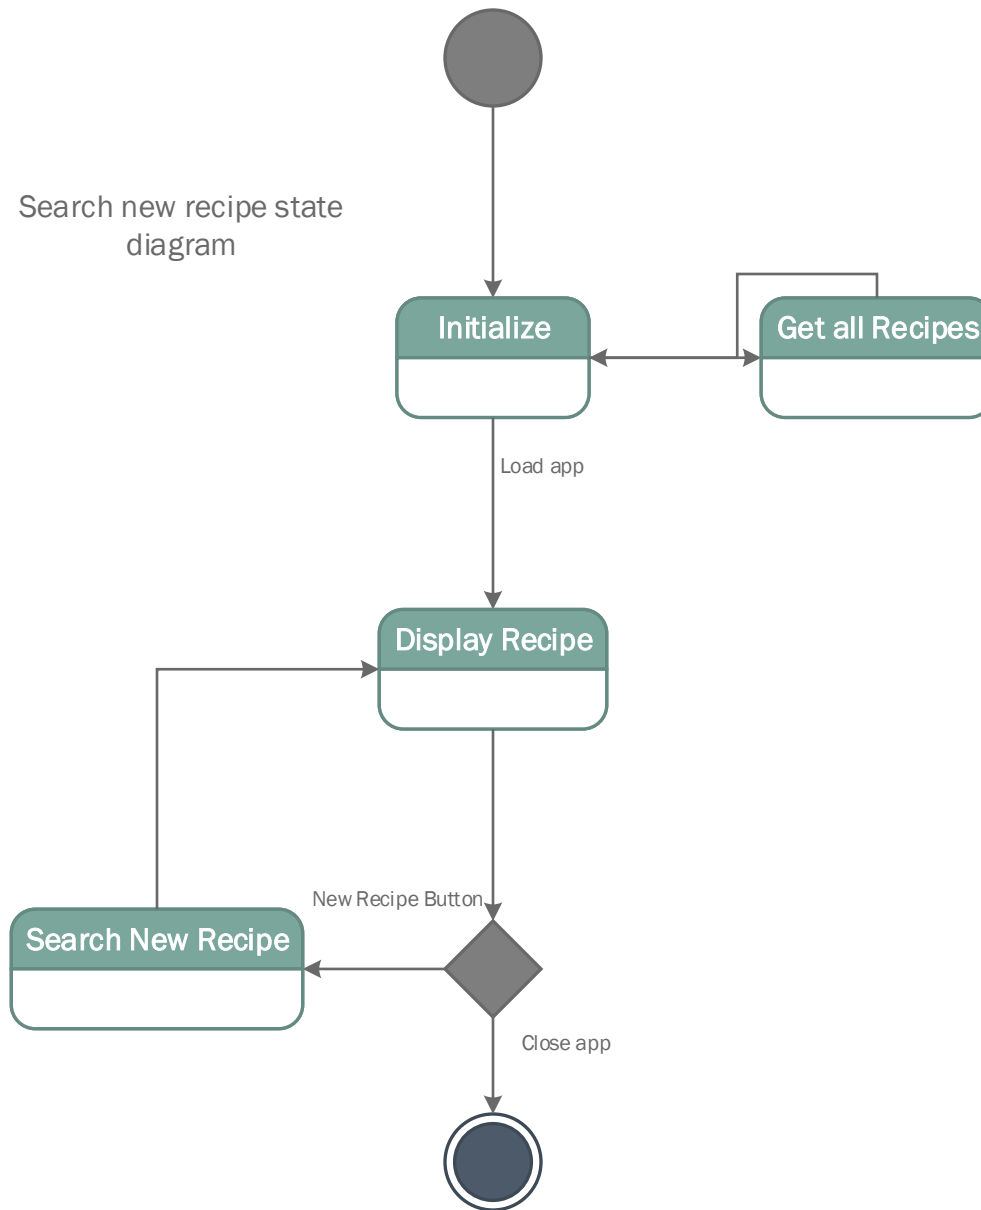 Search new recipe state
diagram
Initialize
Get all Recipes
Load app
Display Recipe
New Recipe Button
Search New Recipe
Close app